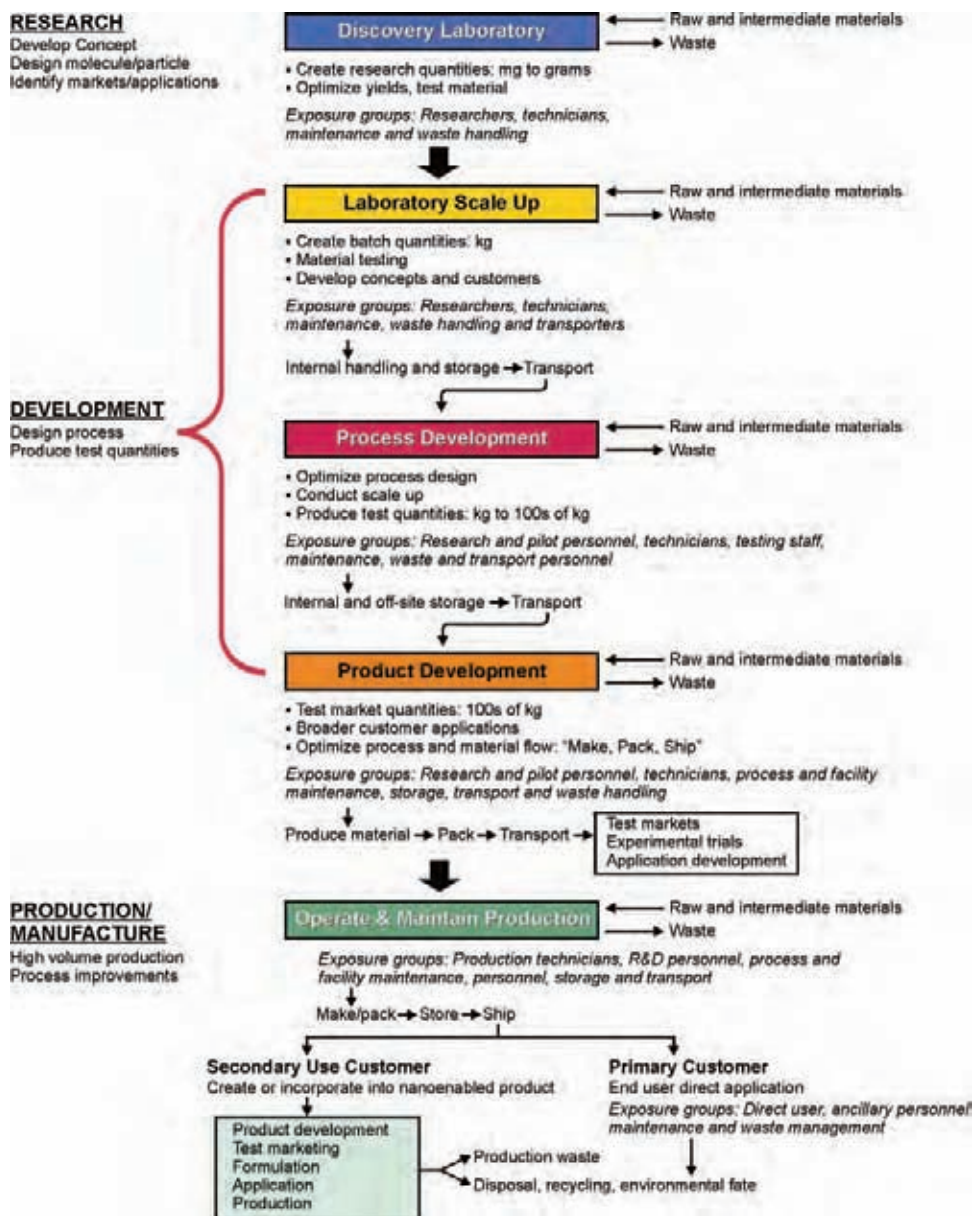 RESEARCH
Develop Concept
Design molecule/particle
Identify markets/applications
Discovery Laboratory
Raw and intermediate materials
Waste
• Create research quantities: mg to grams
• Optimize yields, test material
Exposure groups: Researchers, technicians,
maintenance and waste handling
Laboratory Scale Up
Raw and intermediate materials
Waste
• Create batch quantities: kg
• Material testing
• Develop concepts and customers
Exposure groups: Researchers, technicians,
maintenance, waste handling and transporters
Internal handling and storage → Transport
DEVELOPMENT
Design process
Produce test quantities
Process Development
Raw and intermediate materials
Waste
• Optimize process design
• Conduct scale up
• Produce test quantities: kg to 100s of kg
Exposure groups: Research and pilot personnel, technicians, testing staff,
maintenance, waste and transport personnel
Internal and off-site storage → Transport
Product Development
Raw and intermediate materials
Waste
• Test market quantities: 100s of kg
• Broader customer applications
• Optimize process and material flow: "Make, Pack, Ship"
Exposure groups: Research and pilot personnel, technicians, process and facility
maintenance, storage, transport and waste handling
Produce material → Pack → Transport →
Test markets
Experimental trials
Application development
PRODUCTION/
MANUFACTURE
High volume production
Process improvements
Operate & Maintain Production
Raw and intermediate materials
Waste
Exposure groups: Production technicians, R&D personnel, process and
facility maintenance, personnel, storage and transport
Make/pack → Store → Ship
Secondary Use Customer
Create or incorporate into nanoenabled product
Product development
Test marketing
Formulation
Application
Production
Production waste
Disposal, recycling, environmental fate
Primary Customer
End user direct application
Exposure groups: Direct user, ancillary personnel
maintenance and waste management